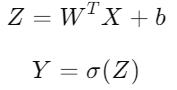 Z = W^T X + b
Y = σ(Z)